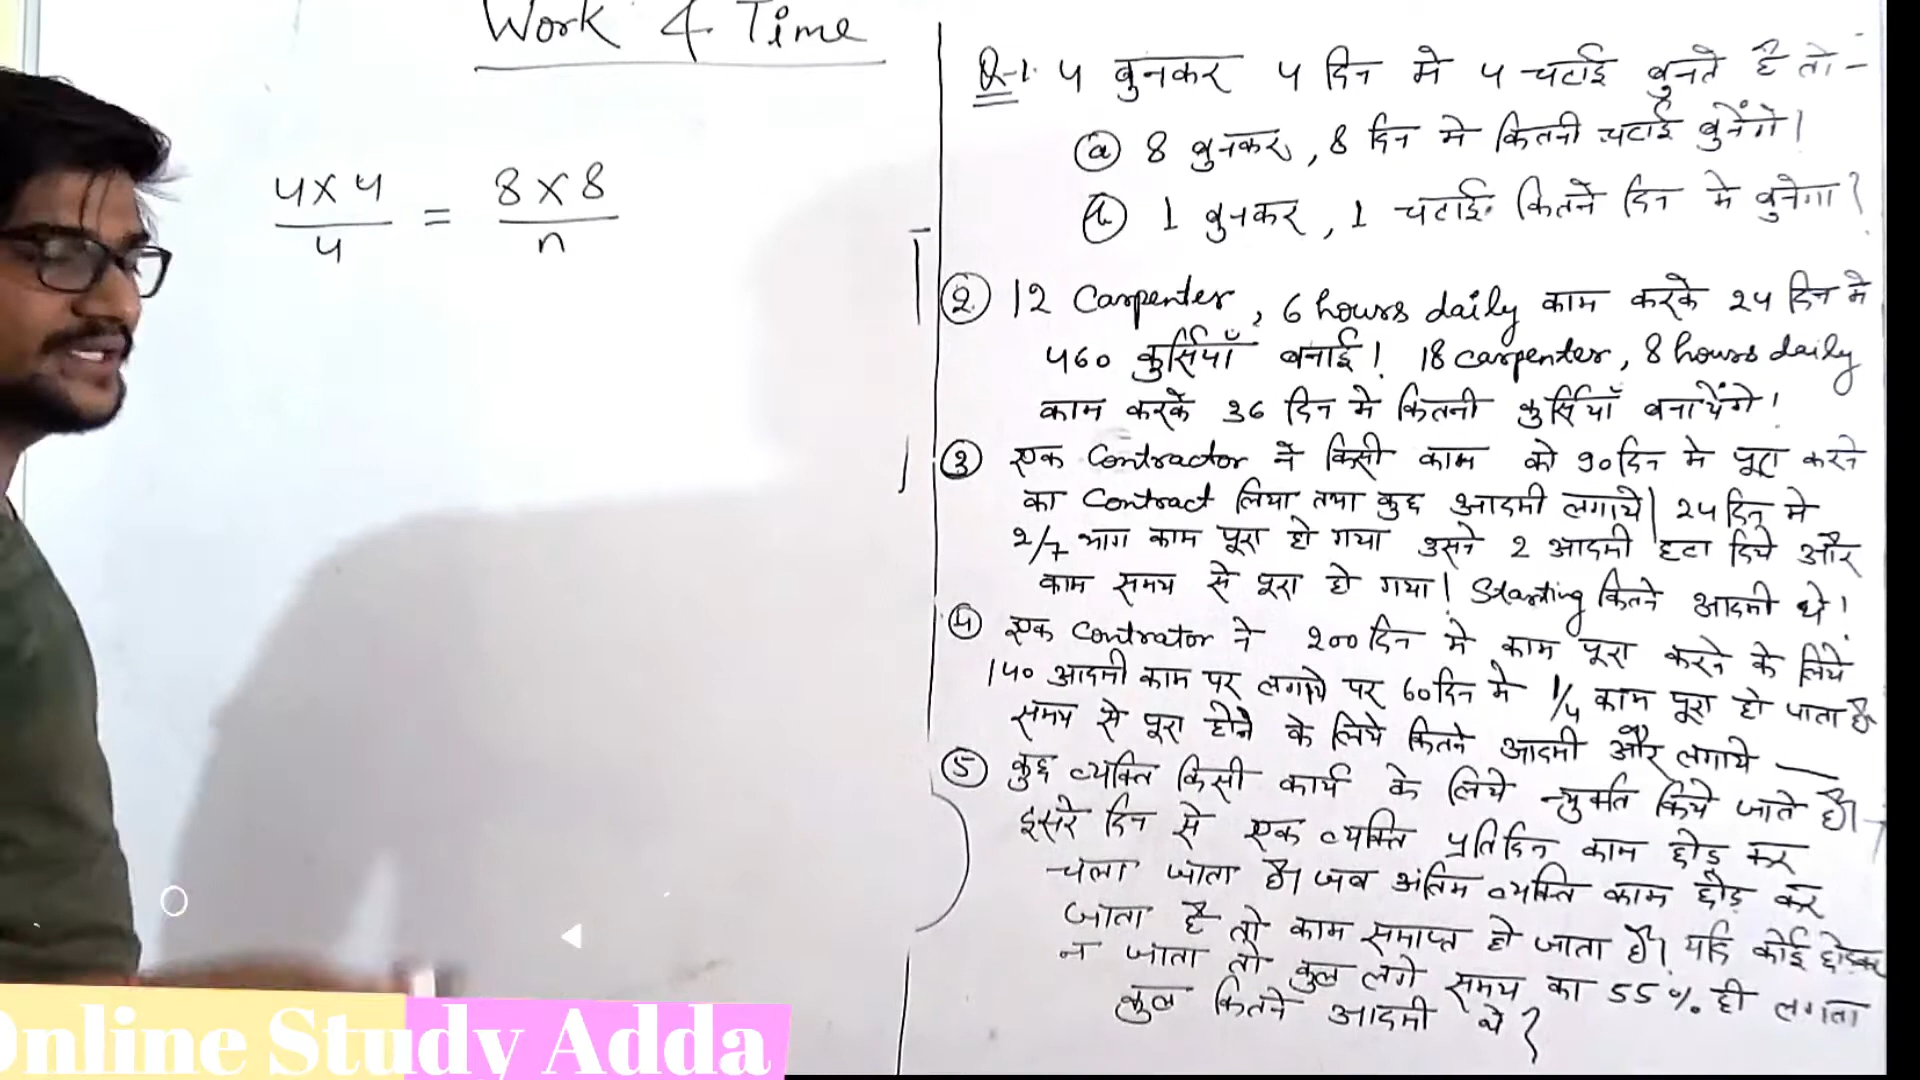 Work & Time
4×4/4 = 8×8/n
Q-1. 4 बुनकर 4 दिन मे 4 चटाई बुनते है तो-
(a) 8 बुनकर, 8 दिन मे कितनी चटाई बुनेंगे।
(b) 1 बुनकर, 1 चटाई कितने दिन मे बुनेगा?
(2) 12 Carpenter, 6 hours daily काम करके 24 दिन मे
460 कुर्सियाँ बनाई! 18 carpenter, 8 hours daily
काम करके 36 दिन मे कितनी कुर्सियाँ बनायेंगे!
(3) एक Contractor ने किसी काम को 90 दिन मे पूरा करने
का Contract लिया तथा कुछ आदमी लगाये। 24 दिन मे
2/7 भाग काम पूरा हो गया उसने 2 आदमी हटा दिये और
काम समय से पूरा हो गया! Starting कितने आदमी थे!
(4) एक contrator ने 200 दिन मे काम पूरा करने के लिये
140 आदमी काम पर लगाये पर 60 दिन मे 1/4 काम पूरा हो पाता है
समय से पूरा होने के लिये कितने आदमी और लगाये —
(5) कुछ व्यक्ति किसी कार्य के लिये न्युक्त किये जाते है।
दूसरे दिन से एक व्यक्ति प्रतिदिन काम छोड़ कर
चला जाता है। जब अंतिम व्यक्ति काम छोड़ कर
जाता है तो काम समाप्त हो जाता है। यदि कोई छोड़कर
न जाता तो कुल लगे समय का 55% ही लगता
कुल कितने आदमी थे?
Online Study Adda